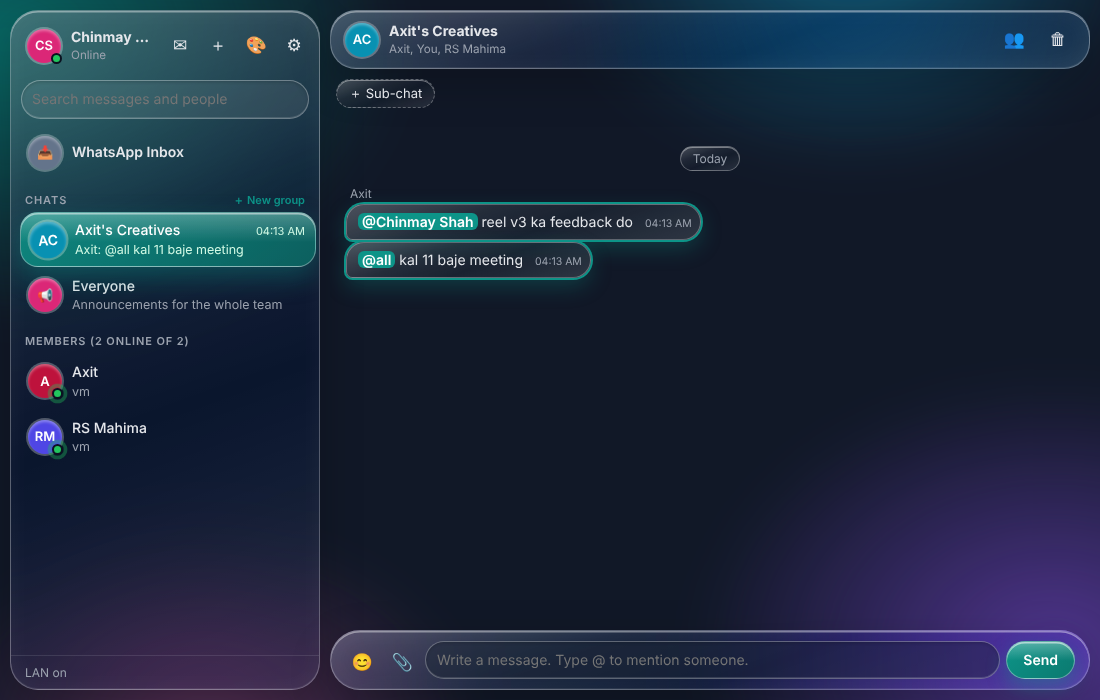 CS
Chinmay ...
Online
Search messages and people
WhatsApp Inbox
CHATS
+ New group
AC
Axit's Creatives
04:13 AM
Axit: @all kal 11 baje meeting
Everyone
Announcements for the whole team
MEMBERS (2 ONLINE OF 2)
A
Axit
vm
RM
RS Mahima
vm
LAN on
AC
Axit's Creatives
Axit, You, RS Mahima
+ Sub-chat
Today
Axit
@Chinmay Shah reel v3 ka feedback do 04:13 AM
@all kal 11 baje meeting 04:13 AM
Write a message. Type @ to mention someone.
Send